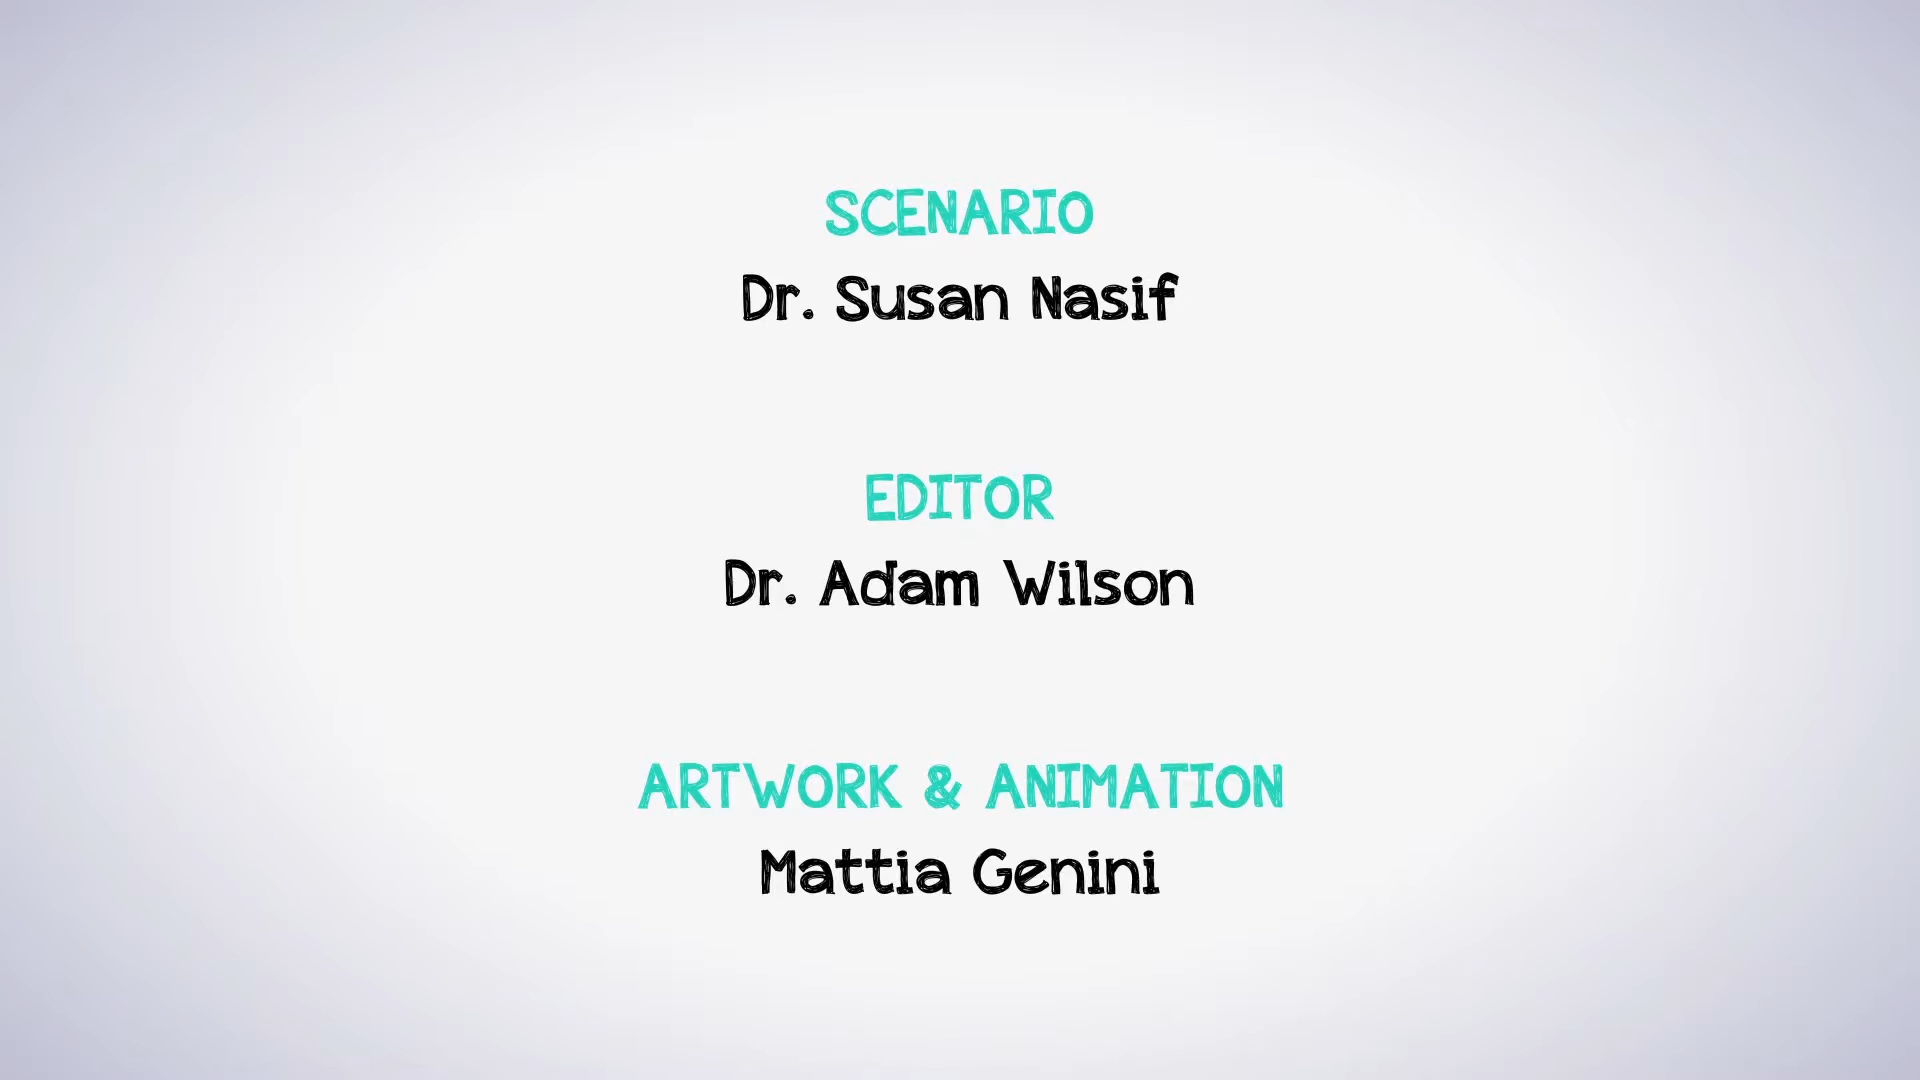 SCENARIO
Dr. Susan Nasif
EDITOR
Dr. Adam Wilson
ARTWORK & ANIMATION
Mattia Genini